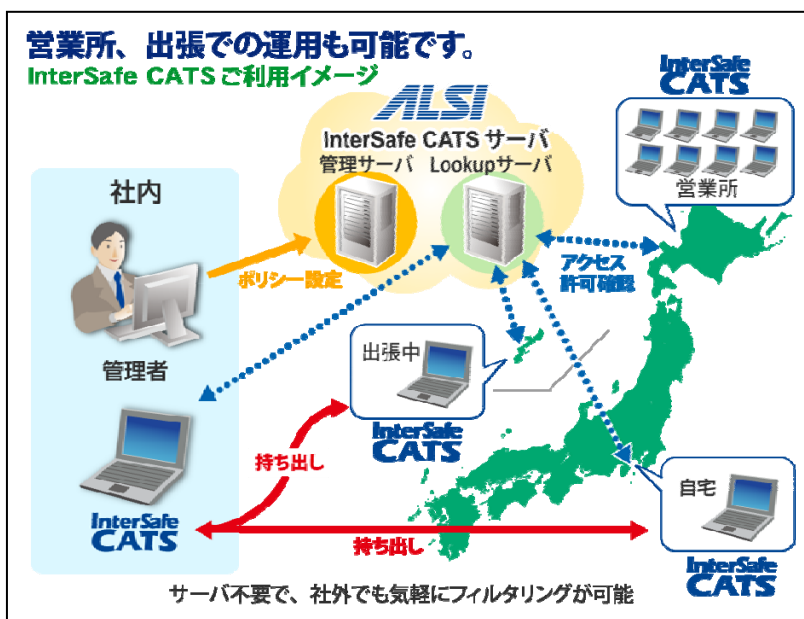 営業所、出張での運用も可能です。
InterSafe CATS ご利用イメージ
ALSI
InterSafe CATS サーバ
管理サーバ Lookupサーバ
InterSafe
CATS
営業所
社内
ポリシー設定
アクセス
許可確認
管理者
出張中
InterSafe
CATS
持ち出し
自宅
InterSafe
CATS
持ち出し
InterSafe
CATS
サーバ不要で、社外でも気軽にフィルタリングが可能